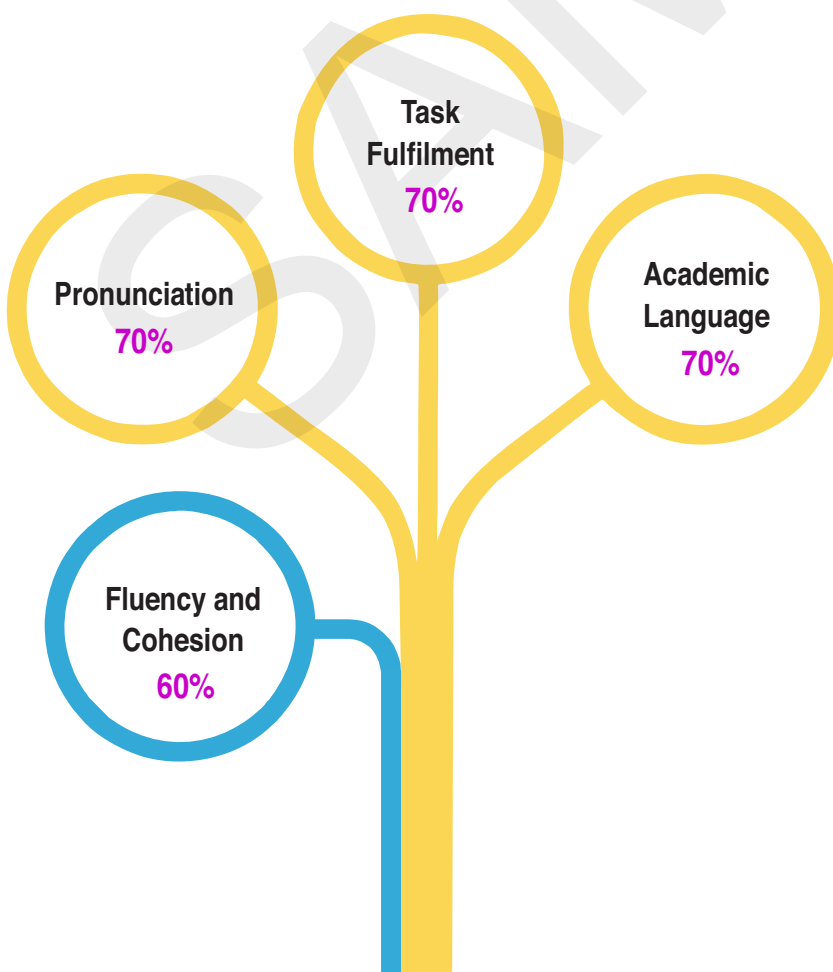 Task
Fulfilment
70%
Pronunciation
70%
Academic
Language
70%
Fluency and
Cohesion
60%